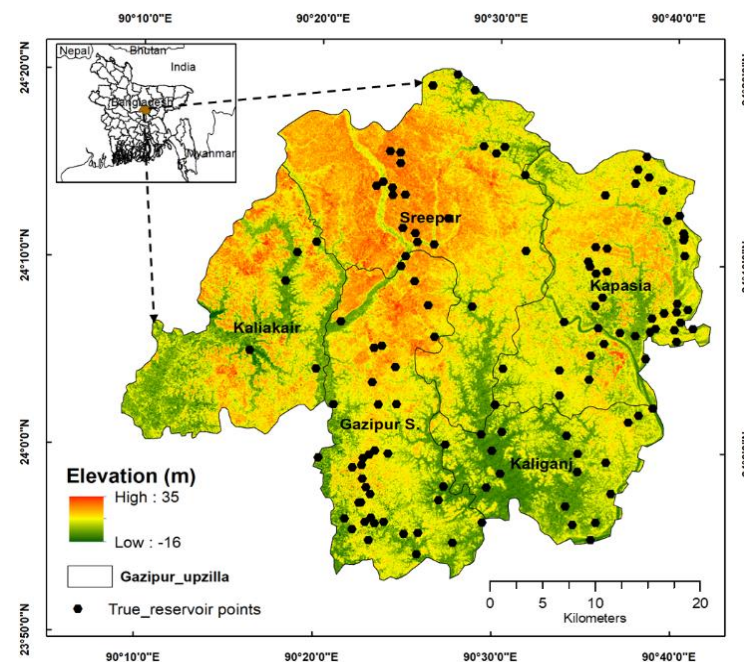 90°10'0"E 90°20'0"E 90°30'0"E 90°40'0"E
24°20'0"N
Nepal Bhutan
India
Bangladesh
Myanmar
Sreepur
24°10'0"N
Kapasia
Kaliakair
24°0'0"N
Gazipur S.
Kaliganj
Elevation (m)
High : 35
Low : -16
Gazipur_upzilla
True_reservoir points
0 5 10 20
Kilometers
23°50'0"N
90°10'0"E 90°20'0"E 90°30'0"E 90°40'0"E